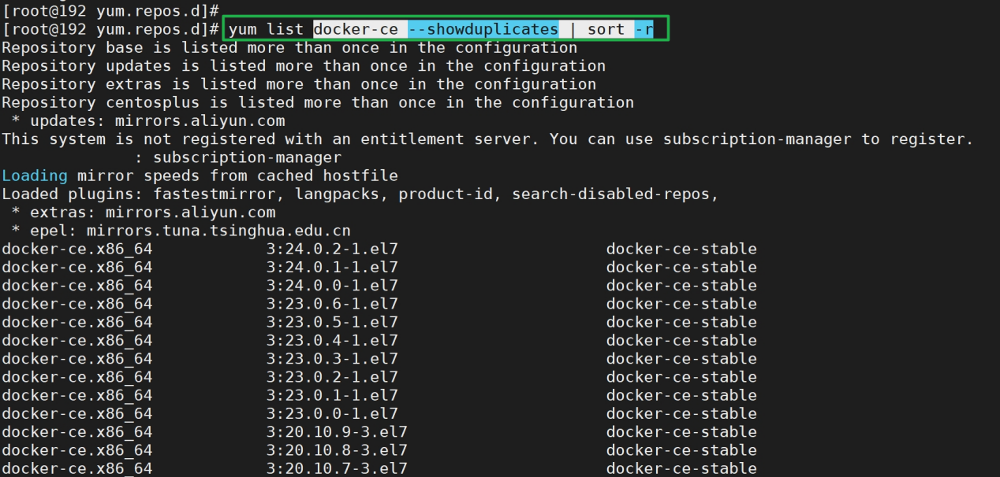 [root@192 yum.repos.d]#
[root@192 yum.repos.d]# yum list docker-ce --showduplicates | sort -r
Repository base is listed more than once in the configuration
Repository updates is listed more than once in the configuration
Repository extras is listed more than once in the configuration
Repository centosplus is listed more than once in the configuration
 * updates: mirrors.aliyun.com
This system is not registered with an entitlement server. You can use subscription-manager to register.
              : subscription-manager
Loading mirror speeds from cached hostfile
Loaded plugins: fastestmirror, langpacks, product-id, search-disabled-repos,
 * extras: mirrors.aliyun.com
 * epel: mirrors.tuna.tsinghua.edu.cn
docker-ce.x86_64            3:24.0.2-1.el7                      docker-ce-stable
docker-ce.x86_64            3:24.0.1-1.el7                      docker-ce-stable
docker-ce.x86_64            3:24.0.0-1.el7                      docker-ce-stable
docker-ce.x86_64            3:23.0.6-1.el7                      docker-ce-stable
docker-ce.x86_64            3:23.0.5-1.el7                      docker-ce-stable
docker-ce.x86_64            3:23.0.4-1.el7                      docker-ce-stable
docker-ce.x86_64            3:23.0.3-1.el7                      docker-ce-stable
docker-ce.x86_64            3:23.0.2-1.el7                      docker-ce-stable
docker-ce.x86_64            3:23.0.1-1.el7                      docker-ce-stable
docker-ce.x86_64            3:23.0.0-1.el7                      docker-ce-stable
docker-ce.x86_64            3:20.10.9-3.el7                     docker-ce-stable
docker-ce.x86_64            3:20.10.8-3.el7                     docker-ce-stable
docker-ce.x86_64            3:20.10.7-3.el7                     docker-ce-stable